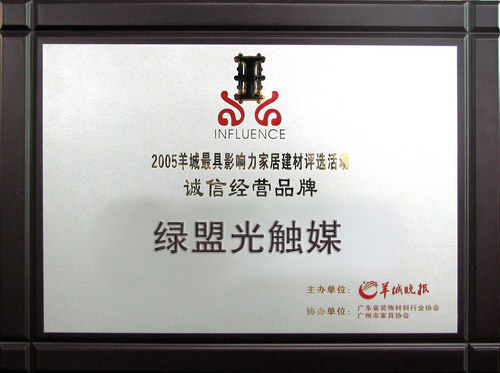 INFLUENCE
2005羊城最具影响力家居建材评选活动
诚信经营品牌
绿盟光触媒
主办单位: 羊城晚报
协办单位: 广东省装饰材料行业协会
广州市家具协会